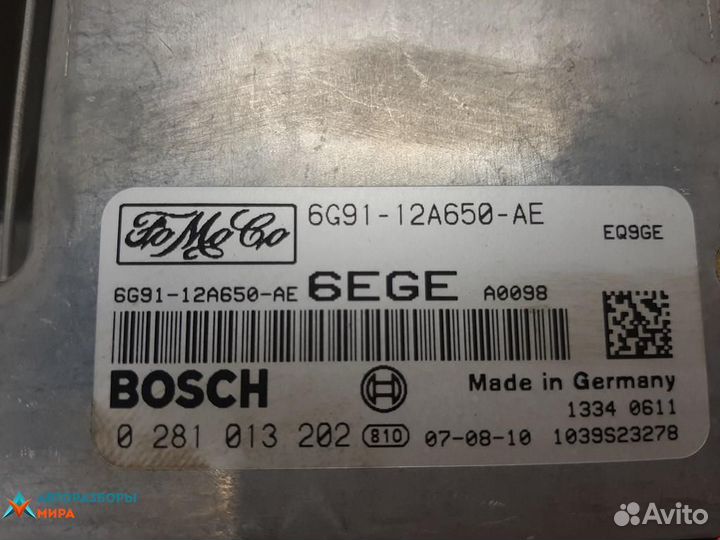 FoMoCo
6G91-12A650-AE
EQ9GE
6G91-12A650-AE 6EGE A0098
BOSCH
Made in Germany
1334 0611
0 281 013 202 810 07-08-10 1039S23278
АВТОРАЗБОРЫ
МИРА
Avito